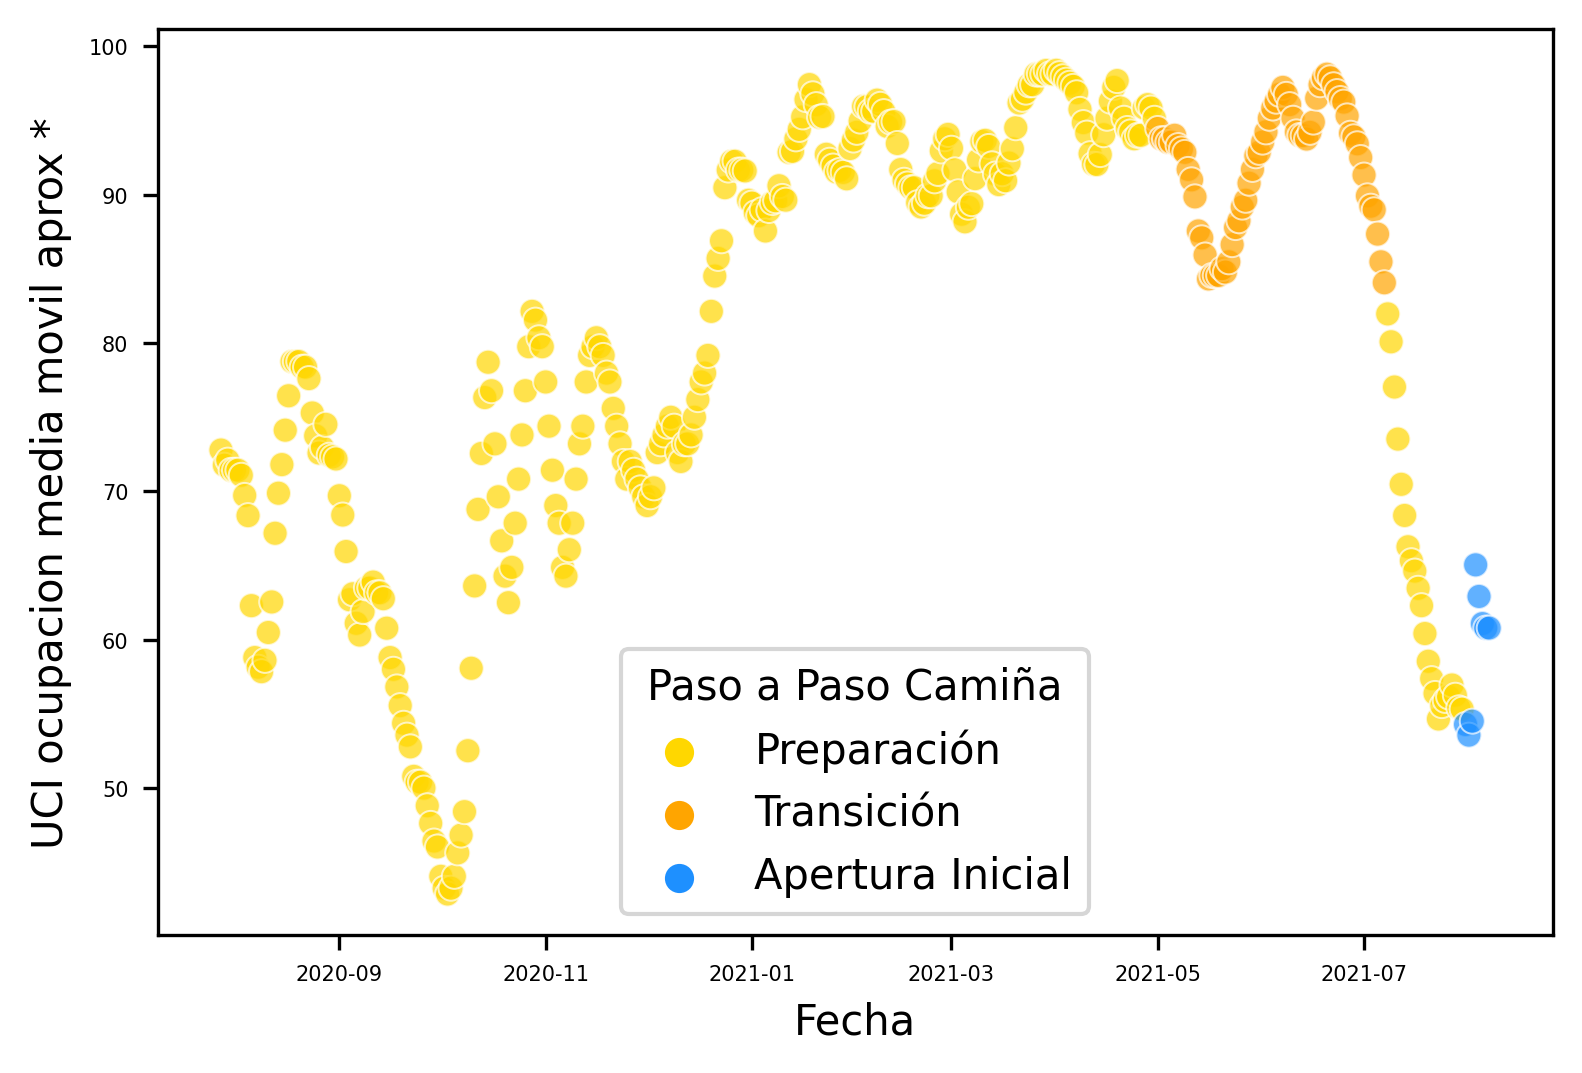 UCI ocupacion media movil aprox *
100
90
80
70
60
50
Paso a Paso Camiña
Preparación
Transición
Apertura Inicial
2020-09
2020-11
2021-01
2021-03
2021-05
2021-07
Fecha